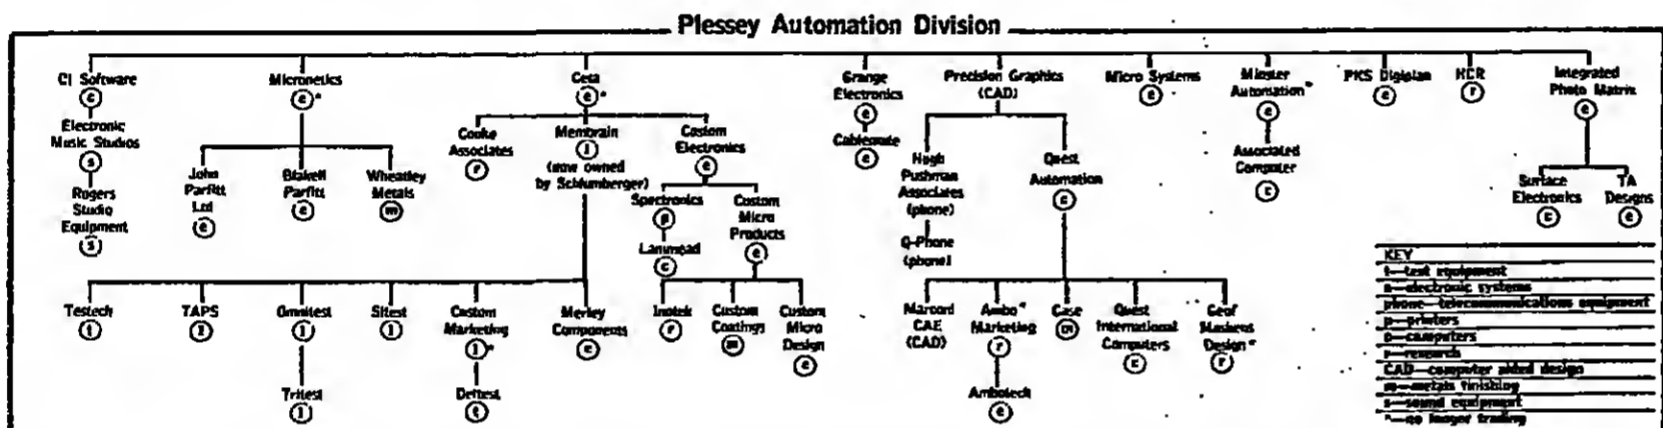 Plessey Automation Division
CI Software
c
Electronic
Music Studios
s
Rogers
Studio
Equipment
s
Micronetics
e*
John
Parfitt
Ltd
e
Blakell
Parfitt
e
Wheatley
Metals
m
Ceta
e*
Cooke
Associates
r
Membrain
(now owned
by Schlumberger)
Custom
Electronics
e
Spectronics
p
Lanmead
c
Custom
Micro
Products
e
Testech
t
TAPS
Omnitest
Tritest
Sitest
Custom
Marketing
*
Deftest
t
Merley
Components
e
Inotek
r
Custom
Coatings
m
Custom
Micro
Design
e
Grange
Electronics
e
Cablemate
e
Precision Graphics
(CAD)
Hugh
Pushman
Associates
(phone)
Q-Phone
(phone)
Quest
Automation
Marcord
CAE
(CAD)
Ambo*
Marketing
r
Ambotech
e
Case
m
Quest
International
Computers
c
Geof
Design*
r
Micro Systems
e
Minster
Automation*
e
Associated
Computer
c
PKS Digiplan
e
KCR
r
Integrated
Photo Matrix
e
Surface
Electronics
TA
Designs
e
KEY
t—test equipment
e—electronic systems
phone—telecommunications equipment
p—printers
computers
r—research
CAD—computer aided design
m—metals finishing
s—sound equipment
*—no longer trading